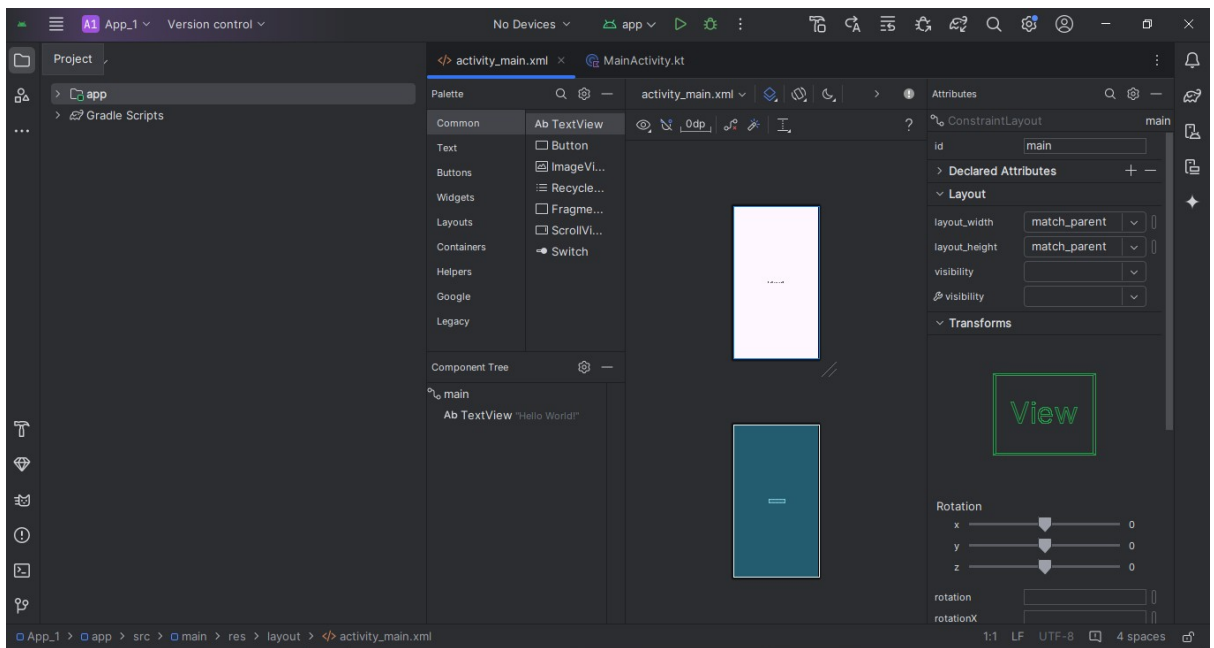 A1 App_1 Version control No Devices app
Project
app
Gradle Scripts
activity_main.xml MainActivity.kt
Palette
Common
Text
Buttons
Widgets
Layouts
Containers
Helpers
Google
Legacy
Ab TextView
Button
ImageVi...
Recycle...
Fragme...
ScrollVi...
Switch
Component Tree
main
Ab TextView "Hello World!"
activity_main.xml
0dp
?
Attributes
ConstraintLayout main
id main
Declared Attributes
Layout
layout_width match_parent
layout_height match_parent
visibility
visibility
Transforms
View
Rotation
x 0
y 0
z 0
rotation
rotationX
App_1 > app > src > main > res > layout > activity_main.xml
1:1 LF UTF-8 4 spaces